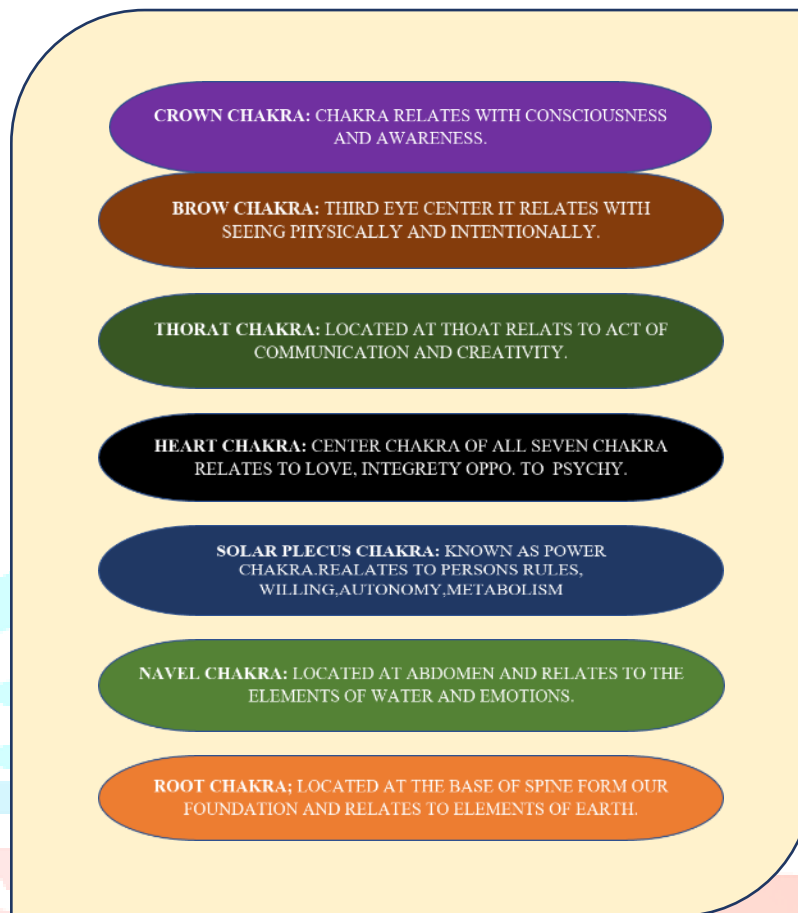 CROWN CHAKRA: CHAKRA RELATES WITH CONSCIOUSNESS
AND AWARENESS.
BROW CHAKRA: THIRD EYE CENTER IT RELATES WITH
SEEING PHYSICALLY AND INTENTIONALLY.
THORAT CHAKRA: LOCATED AT THOAT RELATS TO ACT OF
COMMUNICATION AND CREATIVITY.
HEART CHAKRA: CENTER CHAKRA OF ALL SEVEN CHAKRA
RELATES TO LOVE, INTEGRETY OPPO. TO PSYCHY.
SOLAR PLECUS CHAKRA: KNOWN AS POWER
CHAKRA.REALATES TO PERSONS RULES,
WILLING,AUTONOMY,METABOLISM
NAVEL CHAKRA: LOCATED AT ABDOMEN AND RELATES TO THE
ELEMENTS OF WATER AND EMOTIONS.
ROOT CHAKRA; LOCATED AT THE BASE OF SPINE FORM OUR
FOUNDATION AND RELATES TO ELEMENTS OF EARTH.